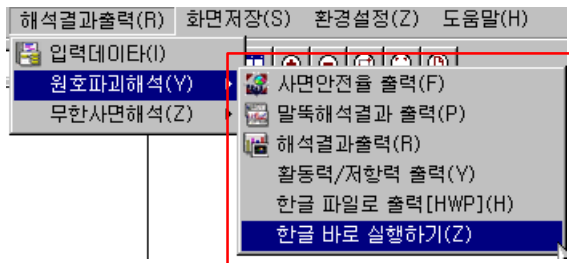 해석결과출력(R) 화면저장(S) 환경설정(Z) 도움말(H)
입력데이타(I)
원호파괴해석(Y)
무한사면해석(Z)
사면안전율 출력(F)
말뚝해석결과 출력(P)
해석결과출력(R)
활동력/저항력 출력(Y)
한글 파일로 출력[HWP](H)
한글 바로 실행하기(Z)